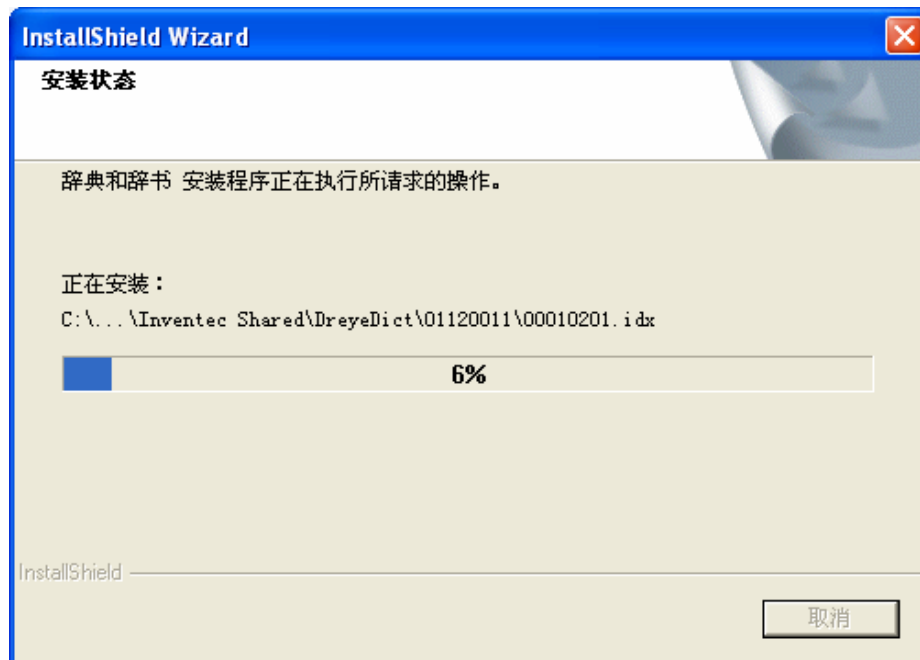 InstallShield Wizard
安装状态
辞典和辞书 安装程序正在执行所请求的操作。
正在安装：
C:\...\Inventec Shared\DreyeDict\01120011\00010201.idx
6%
InstallShield
取消